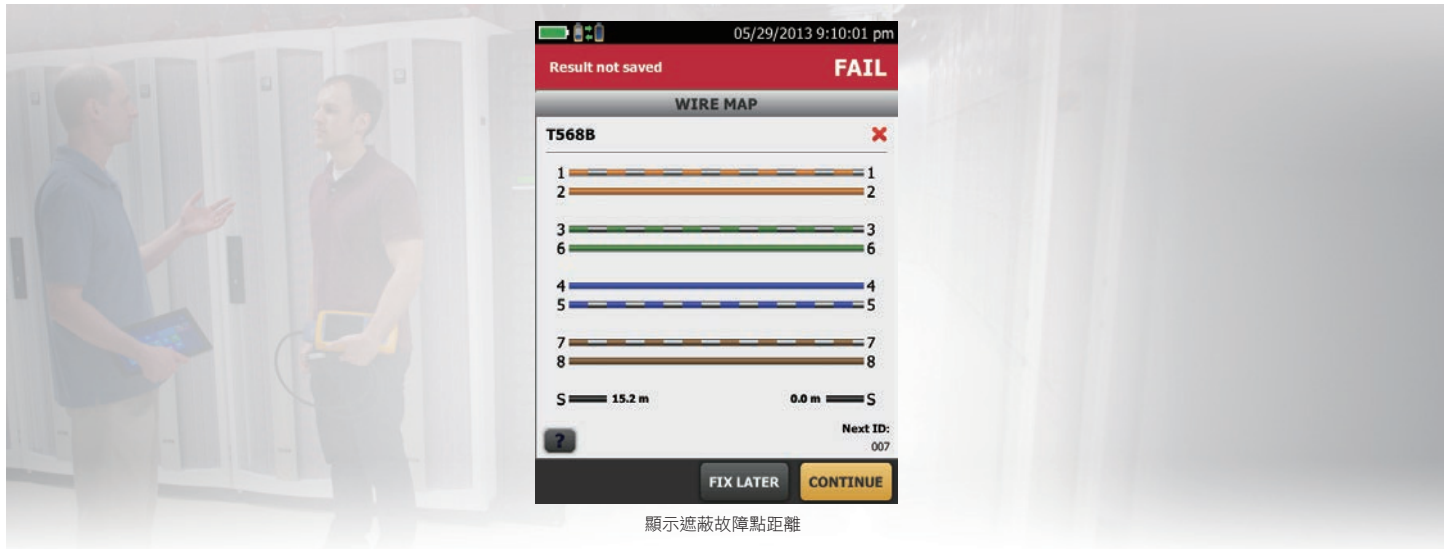 05/29/2013 9:10:01 pm
Result not saved FAIL
WIRE MAP
T568B
1 1
2 2
3 3
6 6
4 4
5 5
7 7
8 8
S 15.2 m 0.0 m S
Next ID:
? 007
FIX LATER CONTINUE
顯示遮蔽故障點距離